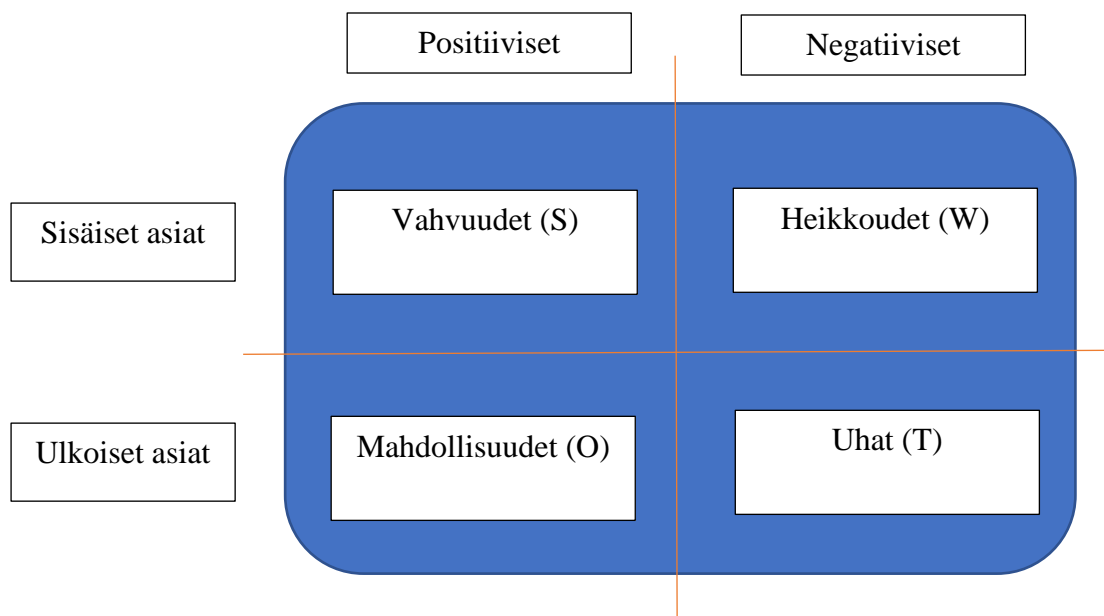 Positiiviset
Negatiiviset
Sisäiset asiat
Vahvuudet (S)
Heikkoudet (W)
Ulkoiset asiat
Mahdollisuudet (O)
Uhat (T)